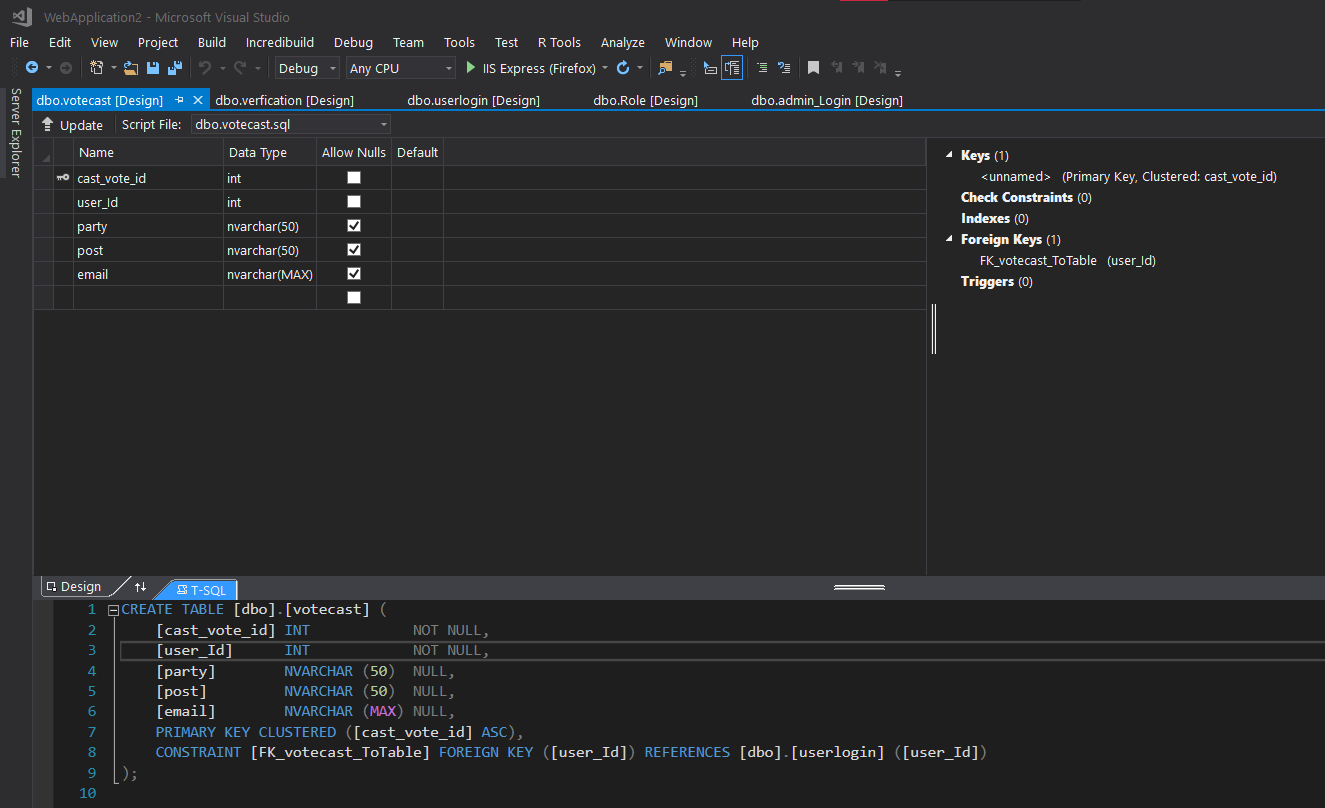 WebApplication2 - Microsoft Visual Studio
File Edit View Project Build Incredibuild Debug Team Tools Test R Tools Analyze Window Help
Debug Any CPU IIS Express (Firefox)
Server Explorer
dbo.votecast [Design] dbo.verfication [Design] dbo.userlogin [Design] dbo.Role [Design] dbo.admin_Login [Design]
Update Script File: dbo.votecast.sql
Name Data Type Allow Nulls Default
cast_vote_id int
user_Id int
party nvarchar(50)
post nvarchar(50)
email nvarchar(MAX)
Keys (1)
<unnamed> (Primary Key, Clustered: cast_vote_id)
Check Constraints (0)
Indexes (0)
Foreign Keys (1)
FK_votecast_ToTable (user_Id)
Triggers (0)
Design T-SQL
1 CREATE TABLE [dbo].[votecast] (
2 [cast_vote_id] INT NOT NULL,
3 [user_Id] INT NOT NULL,
4 [party] NVARCHAR (50) NULL,
5 [post] NVARCHAR (50) NULL,
6 [email] NVARCHAR (MAX) NULL,
7 PRIMARY KEY CLUSTERED ([cast_vote_id] ASC),
8 CONSTRAINT [FK_votecast_ToTable] FOREIGN KEY ([user_Id]) REFERENCES [dbo].[userlogin] ([user_Id])
9 );
10